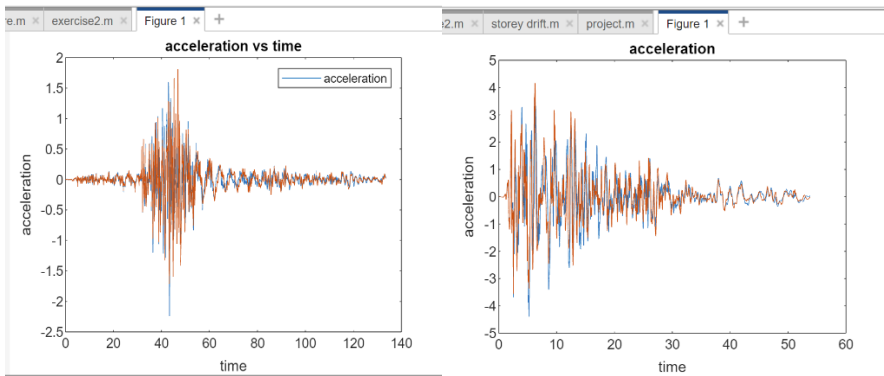 re.m × exercise2.m × Figure 1 × +
acceleration vs time
acceleration
2
1.5
1
0.5
0
-0.5
-1
-1.5
-2
-2.5
acceleration
0 20 40 60 80 100 120 140
time
e2.m × storey drift.m × project.m × Figure 1 × +
acceleration
5
4
3
2
1
0
-1
-2
-3
-4
-5
acceleration
0 10 20 30 40 50 60
time